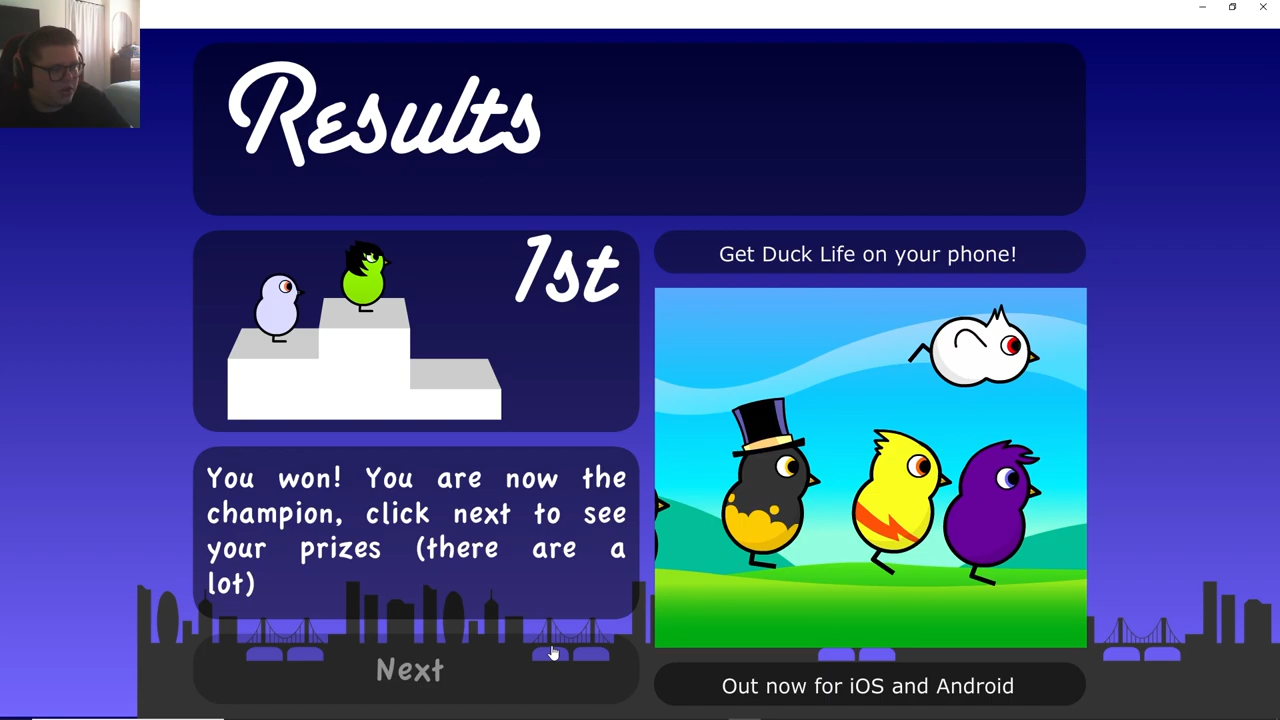 Results
1st
Get Duck Life on your phone!
You won! You are now the
champion, click next to see
your prizes (there are a
lot)
Next
Out now for iOS and Android